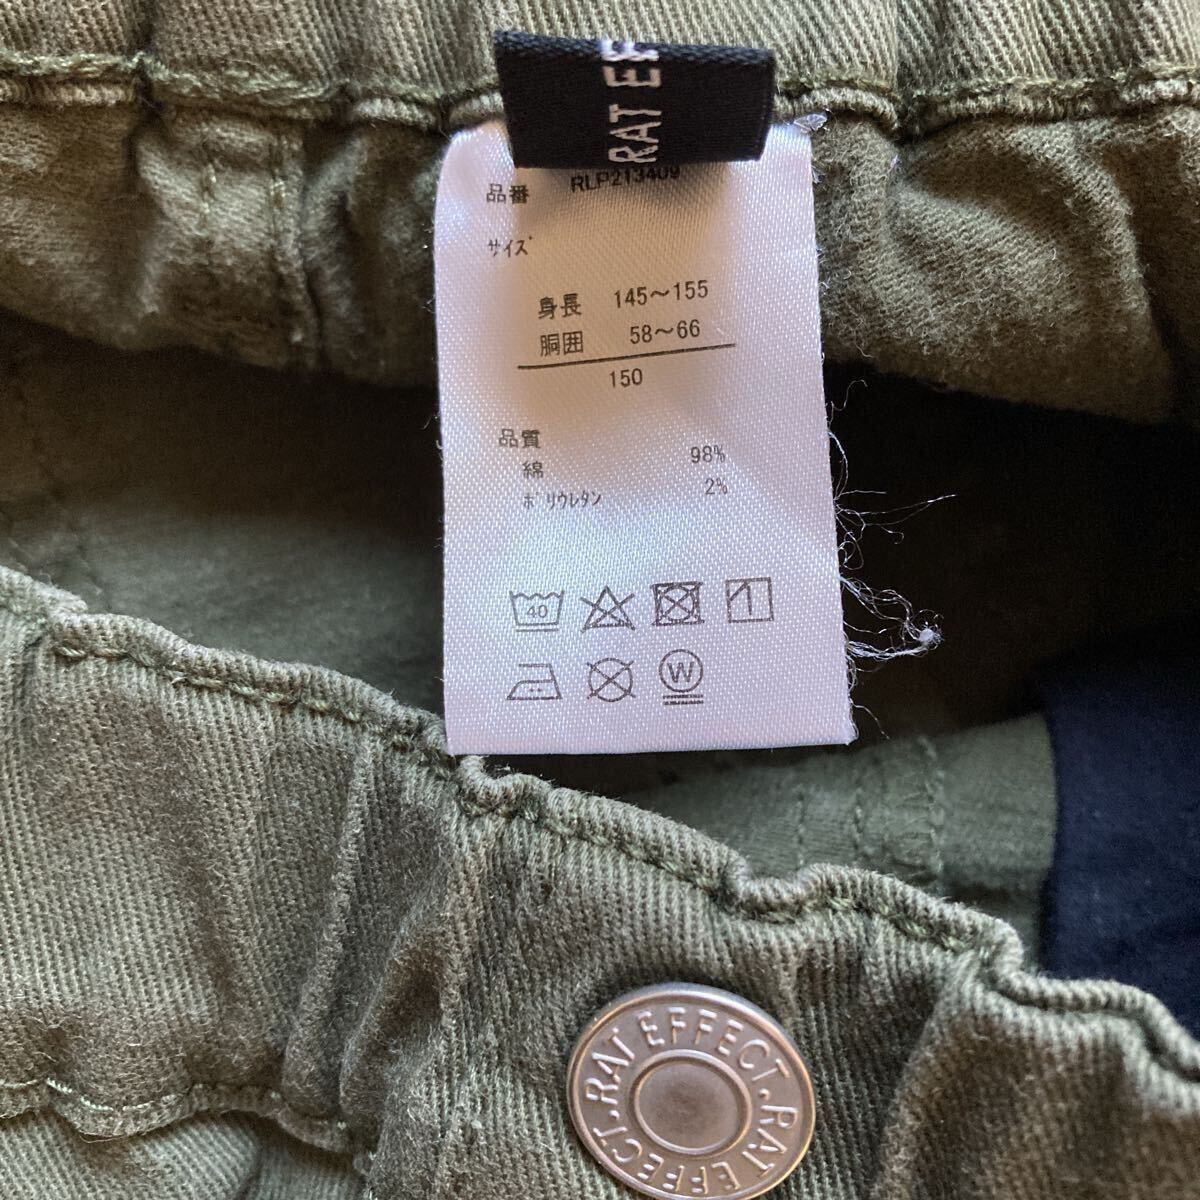 RAT EF
品番 RLP213409
サイズ
身長 145～155
胴囲 58～66
150
品質
綿 98%
ポリウレタン 2%
40
W
RAT EFFECT.RAT EFFECT.